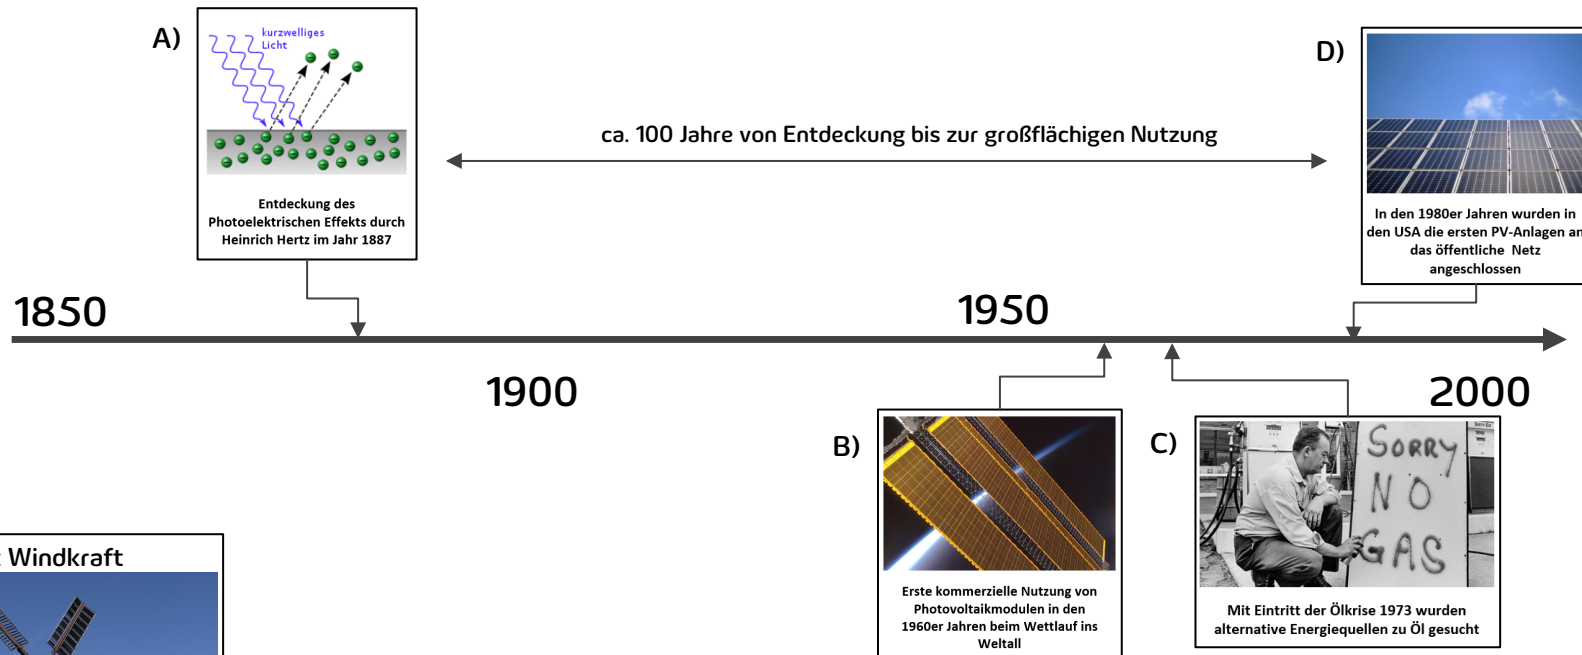 A)
kurzwelliges
Licht
Entdeckung des
Photoelektrischen Effekts durch
Heinrich Hertz im Jahr 1887
ca. 100 Jahre von Entdeckung bis zur großflächigen Nutzung
D)
In den 1980er Jahren wurden in
den USA die ersten PV-Anlagen an
das öffentliche Netz
angeschlossen
1850
1950
1900
2000
B)
Erste kommerzielle Nutzung von
Photovoltaikmodulen in den
1960er Jahren beim Wettlauf ins
Weltall
C)
SORRY
NO
GAS
Mit Eintritt der Ölkrise 1973 wurden
alternative Energiequellen zu Öl gesucht
: Windkraft